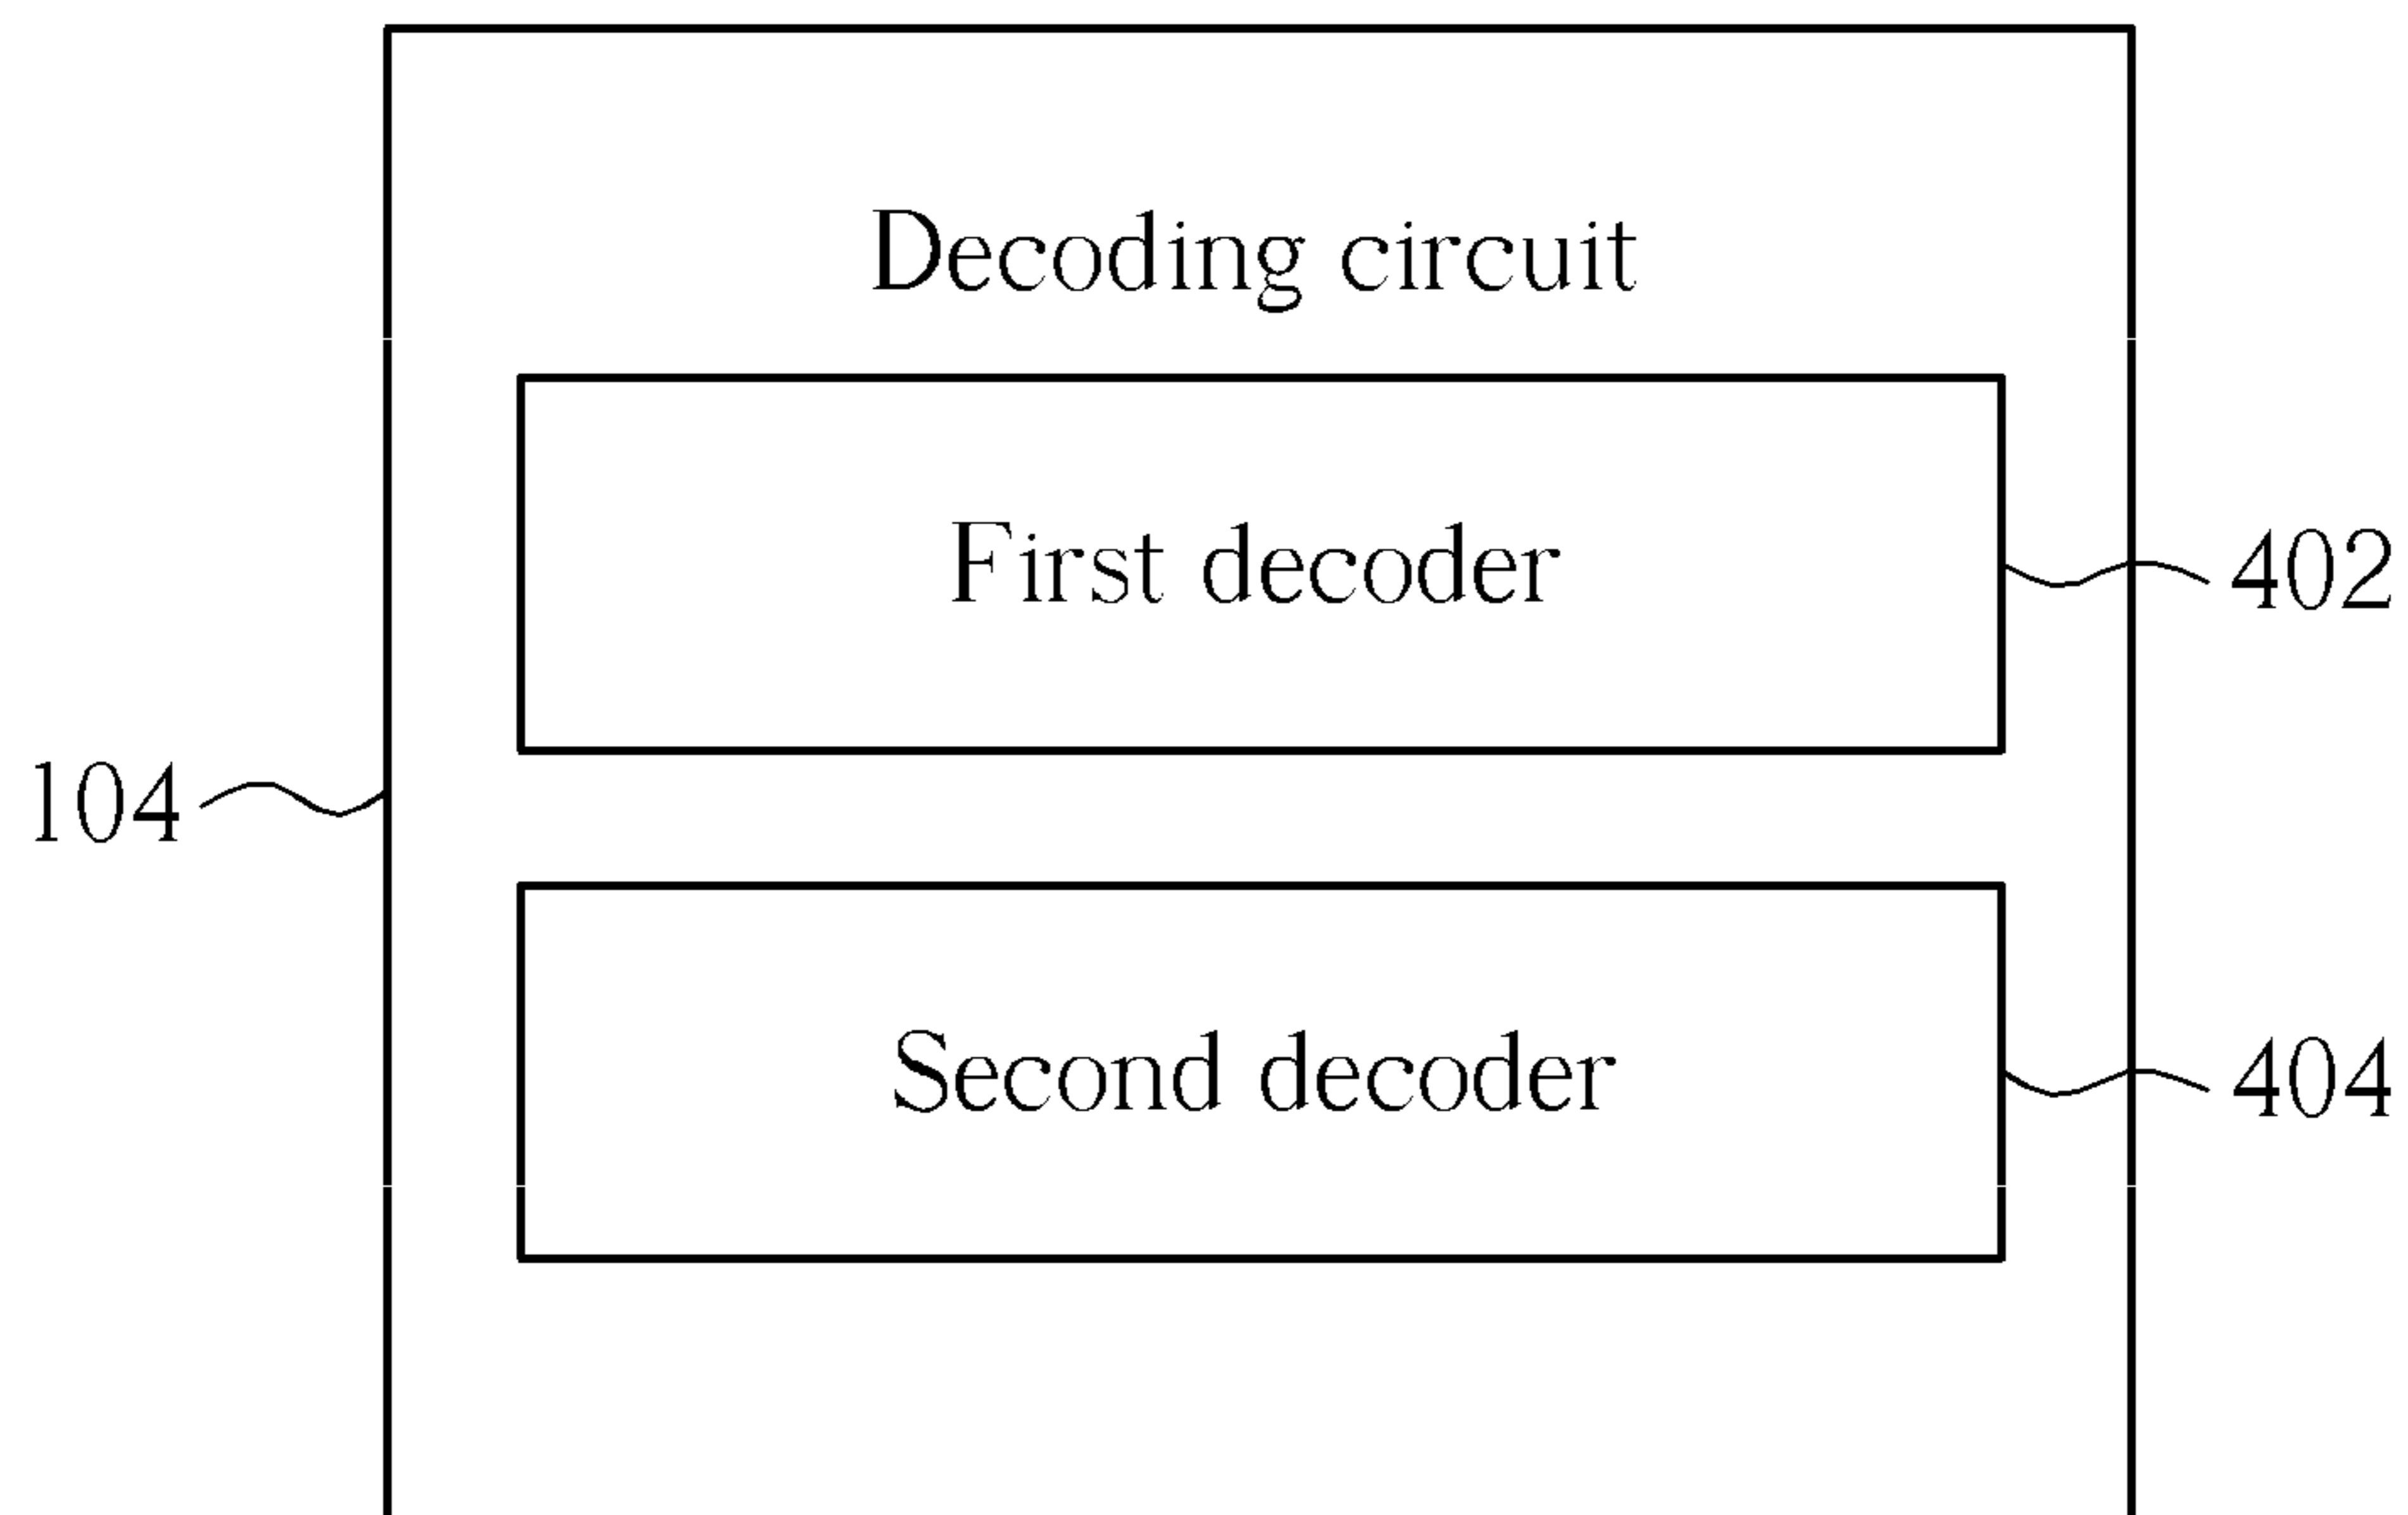 Decoding circuit
First decoder
402
104
Second decoder
404